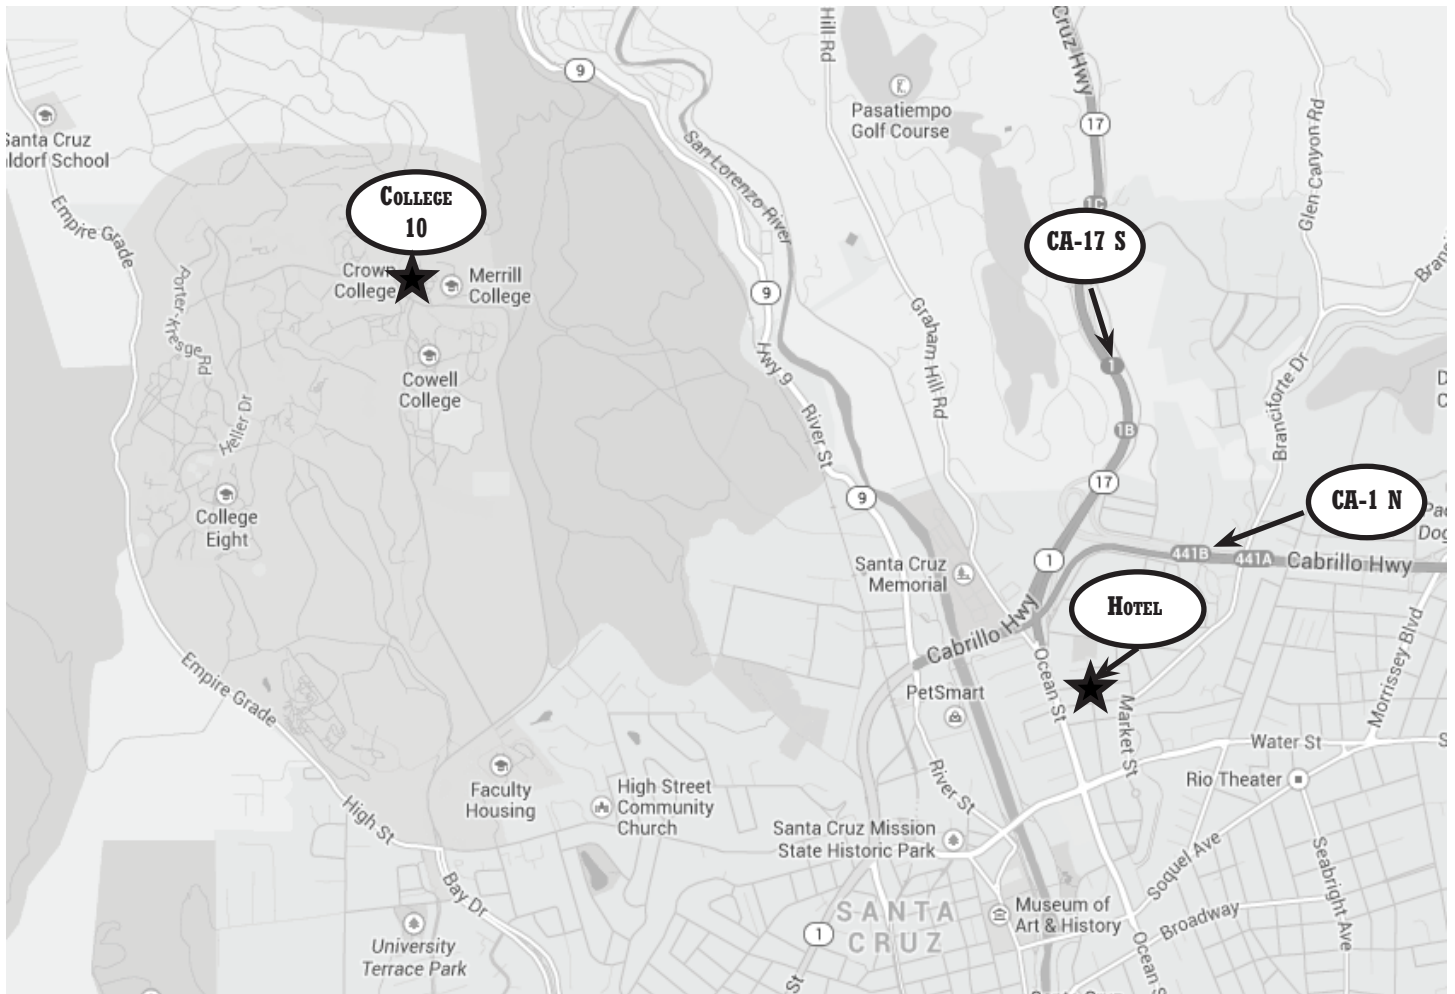 9
Hill Rd
Cruz Hwy
Pasatiempo
Golf Course
17
Santa Cruz
aldorf School
San Lorenzo River
Glen Canyon Rd
COLLEGE
10
1C
CA-17 S
Empire Grade
Crown
College
Merrill
College
Porter-Kresge Rd
9
Hwy 9
Graham Hill Rd
Cowell
College
1
Branciforte Dr
Heller Dr
River St
1B
College
Eight
9
17
CA-1 N
Santa Cruz
Memorial
1
441B
441A
Cabrillo Hwy
HOTEL
Cabrillo Hwy
Empire Grade
Ocean St
PetSmart
Market St
Morrissey Blvd
Water St
Rio Theater
Faculty
Housing
High Street
Community
Church
River St
High St
Santa Cruz Mission
State Historic Park
Soquel Ave
Seabright Ave
Bay Dr
SANTA
CRUZ
Museum of
Art & History
Broadway
University
Terrace Park
1
Ocean S
St